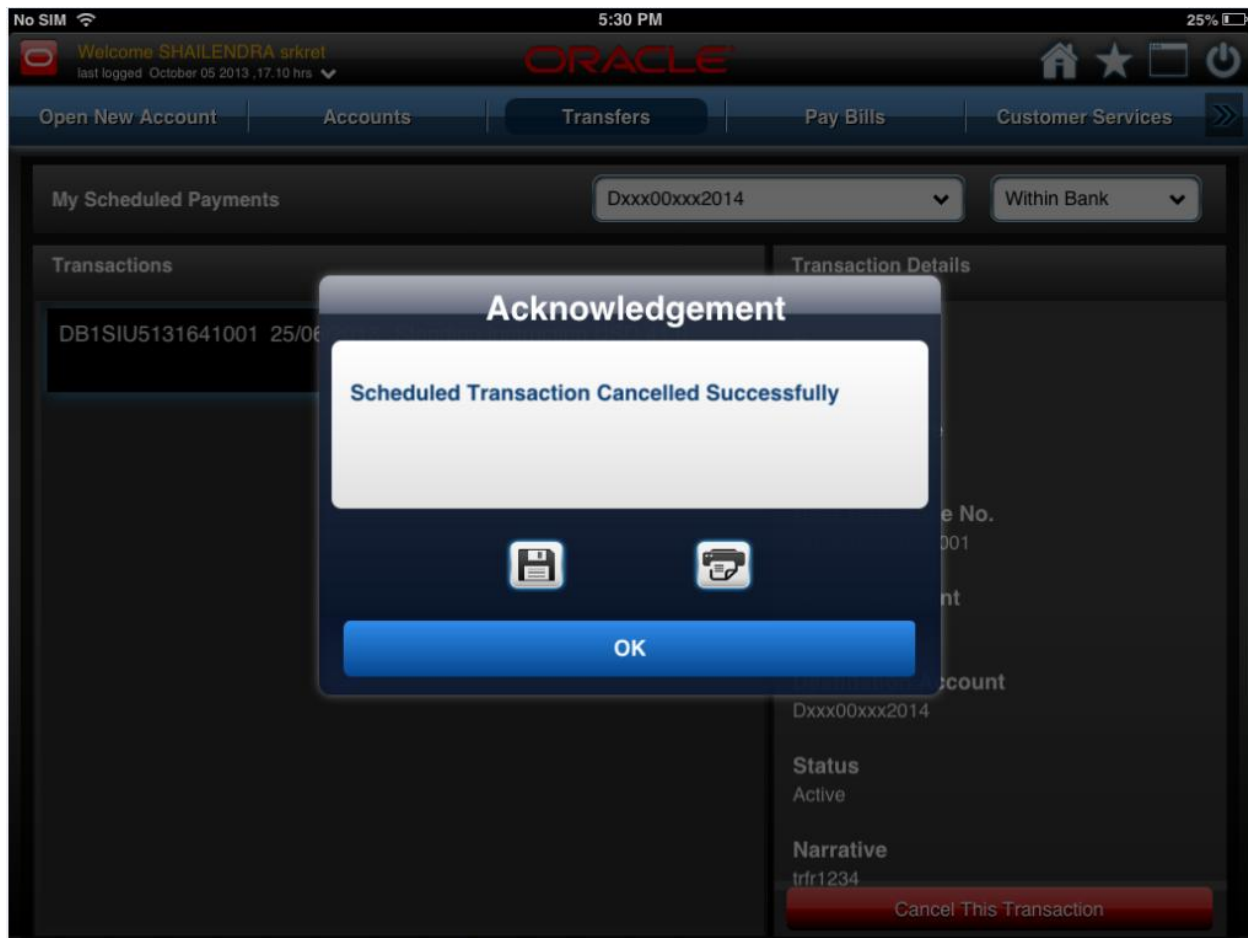 No SIM 5:30 PM 25%
Welcome SHAILENDRA srkret
last logged October 05 2013 ,17.10 hrs
ORACLE
Open New Account Accounts Transfers Pay Bills Customer Services
My Scheduled Payments Dxxx00xxx2014 Within Bank
Transactions Transaction Details
DB1SIU5131641001 25/06
Acknowledgement
Scheduled Transaction Cancelled Successfully
e No.
001
nt
OK
ccount
Dxxx00xxx2014
Status
Active
Narrative
trfr1234
Cancel This Transaction